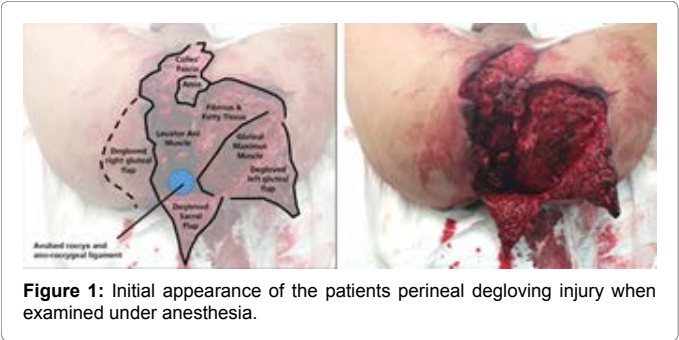 Colles'
Fascia
Anus
Fibrous &
Fatty Tissue
Levator Ani
Muscle
Gluteal
Maximus
Muscle
Degloved
right gluteal
flap
Degloved
left gluteal
flap
Degloved
Sacral
Flap
Avulsed coccyx and
ano-coccygeal ligament
Figure 1: Initial appearance of the patients perineal degloving injury when
examined under anesthesia.